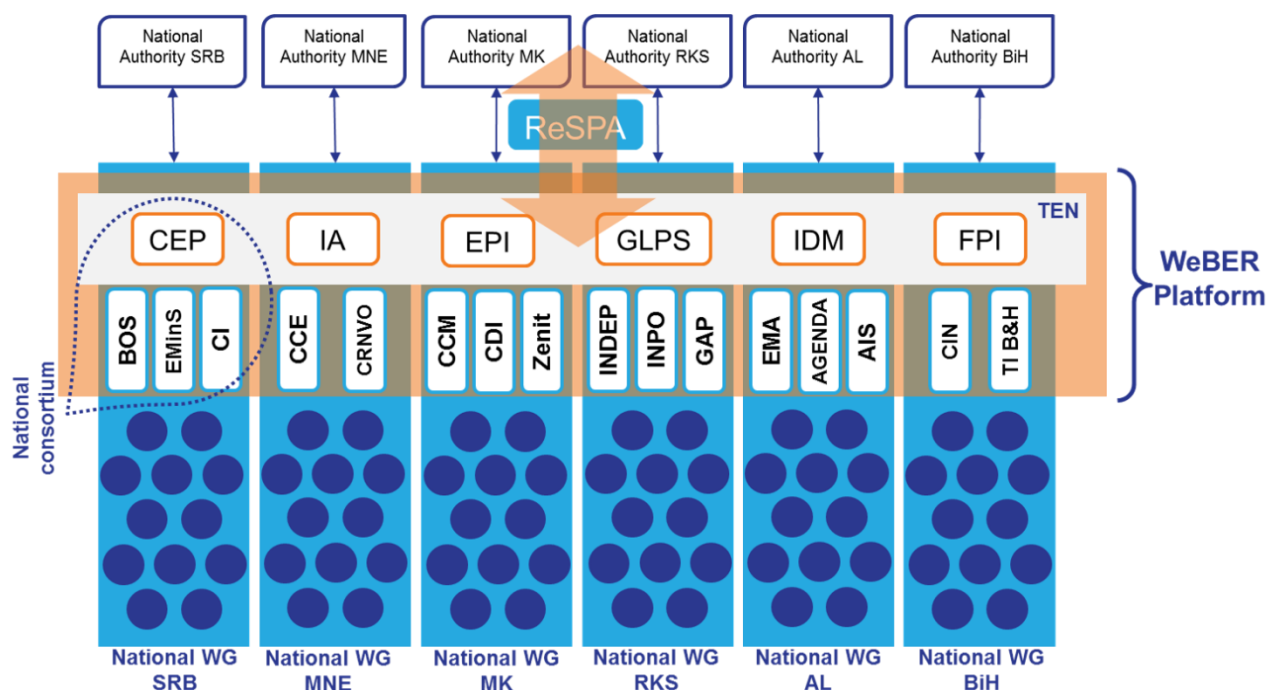 National
Authority SRB
National
Authority MNE
National
Authority MK
National
Authority RKS
National
Authority AL
National
Authority BiH
ReSPA
TEN
CEP
IA
EPI
GLPS
IDM
FPI
WeBER
Platform
BOS
EMinS
CI
CCE
CRNVO
CCM
CDI
Zenit
INDEP
INPO
GAP
EMA
AGENDA
AIS
CIN
TI B&H
National
consortium
National WG
SRB
National WG
MNE
National WG
MK
National WG
RKS
National WG
AL
National WG
BiH